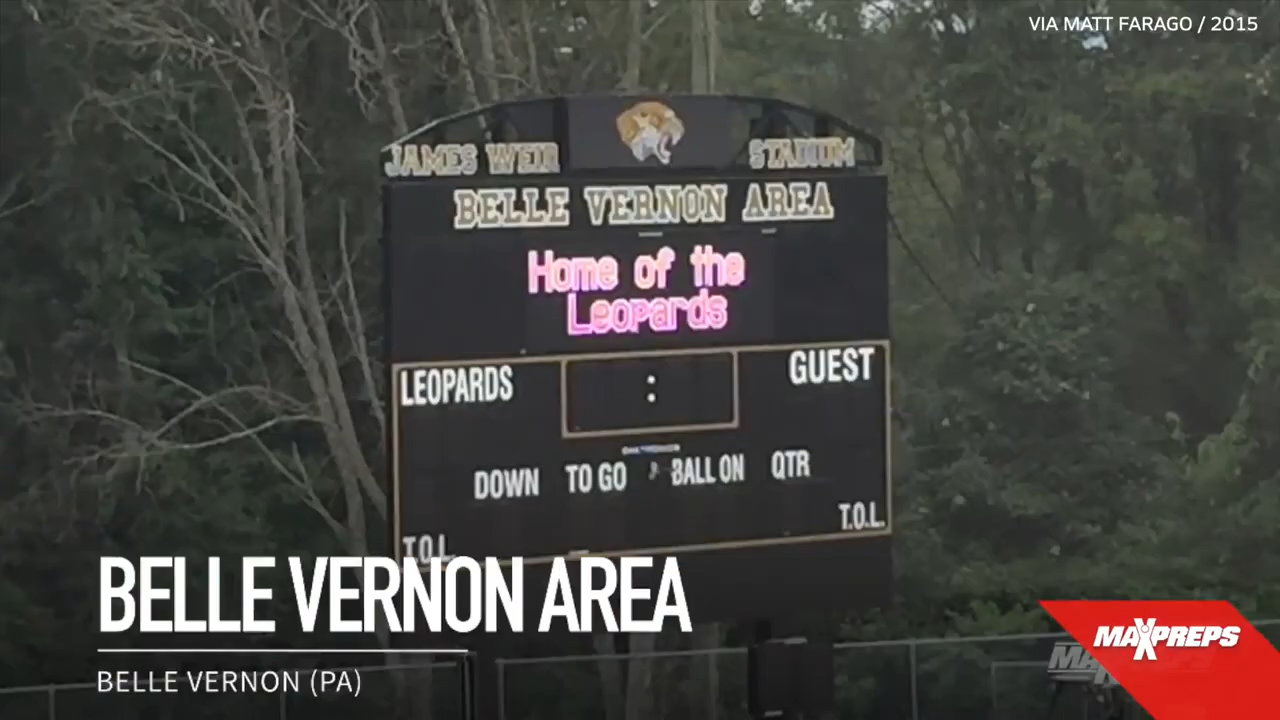 VIA MATT FARAGO / 2015
JAMES WEIR STADIUM
BELLE VERNON AREA
Home of the
Leopards
LEOPARDS : GUEST
DOWN TO GO BALL ON QTR
T.O.L. T.O.L.
BELLE VERNON AREA
BELLE VERNON (PA)
MAXPREPS